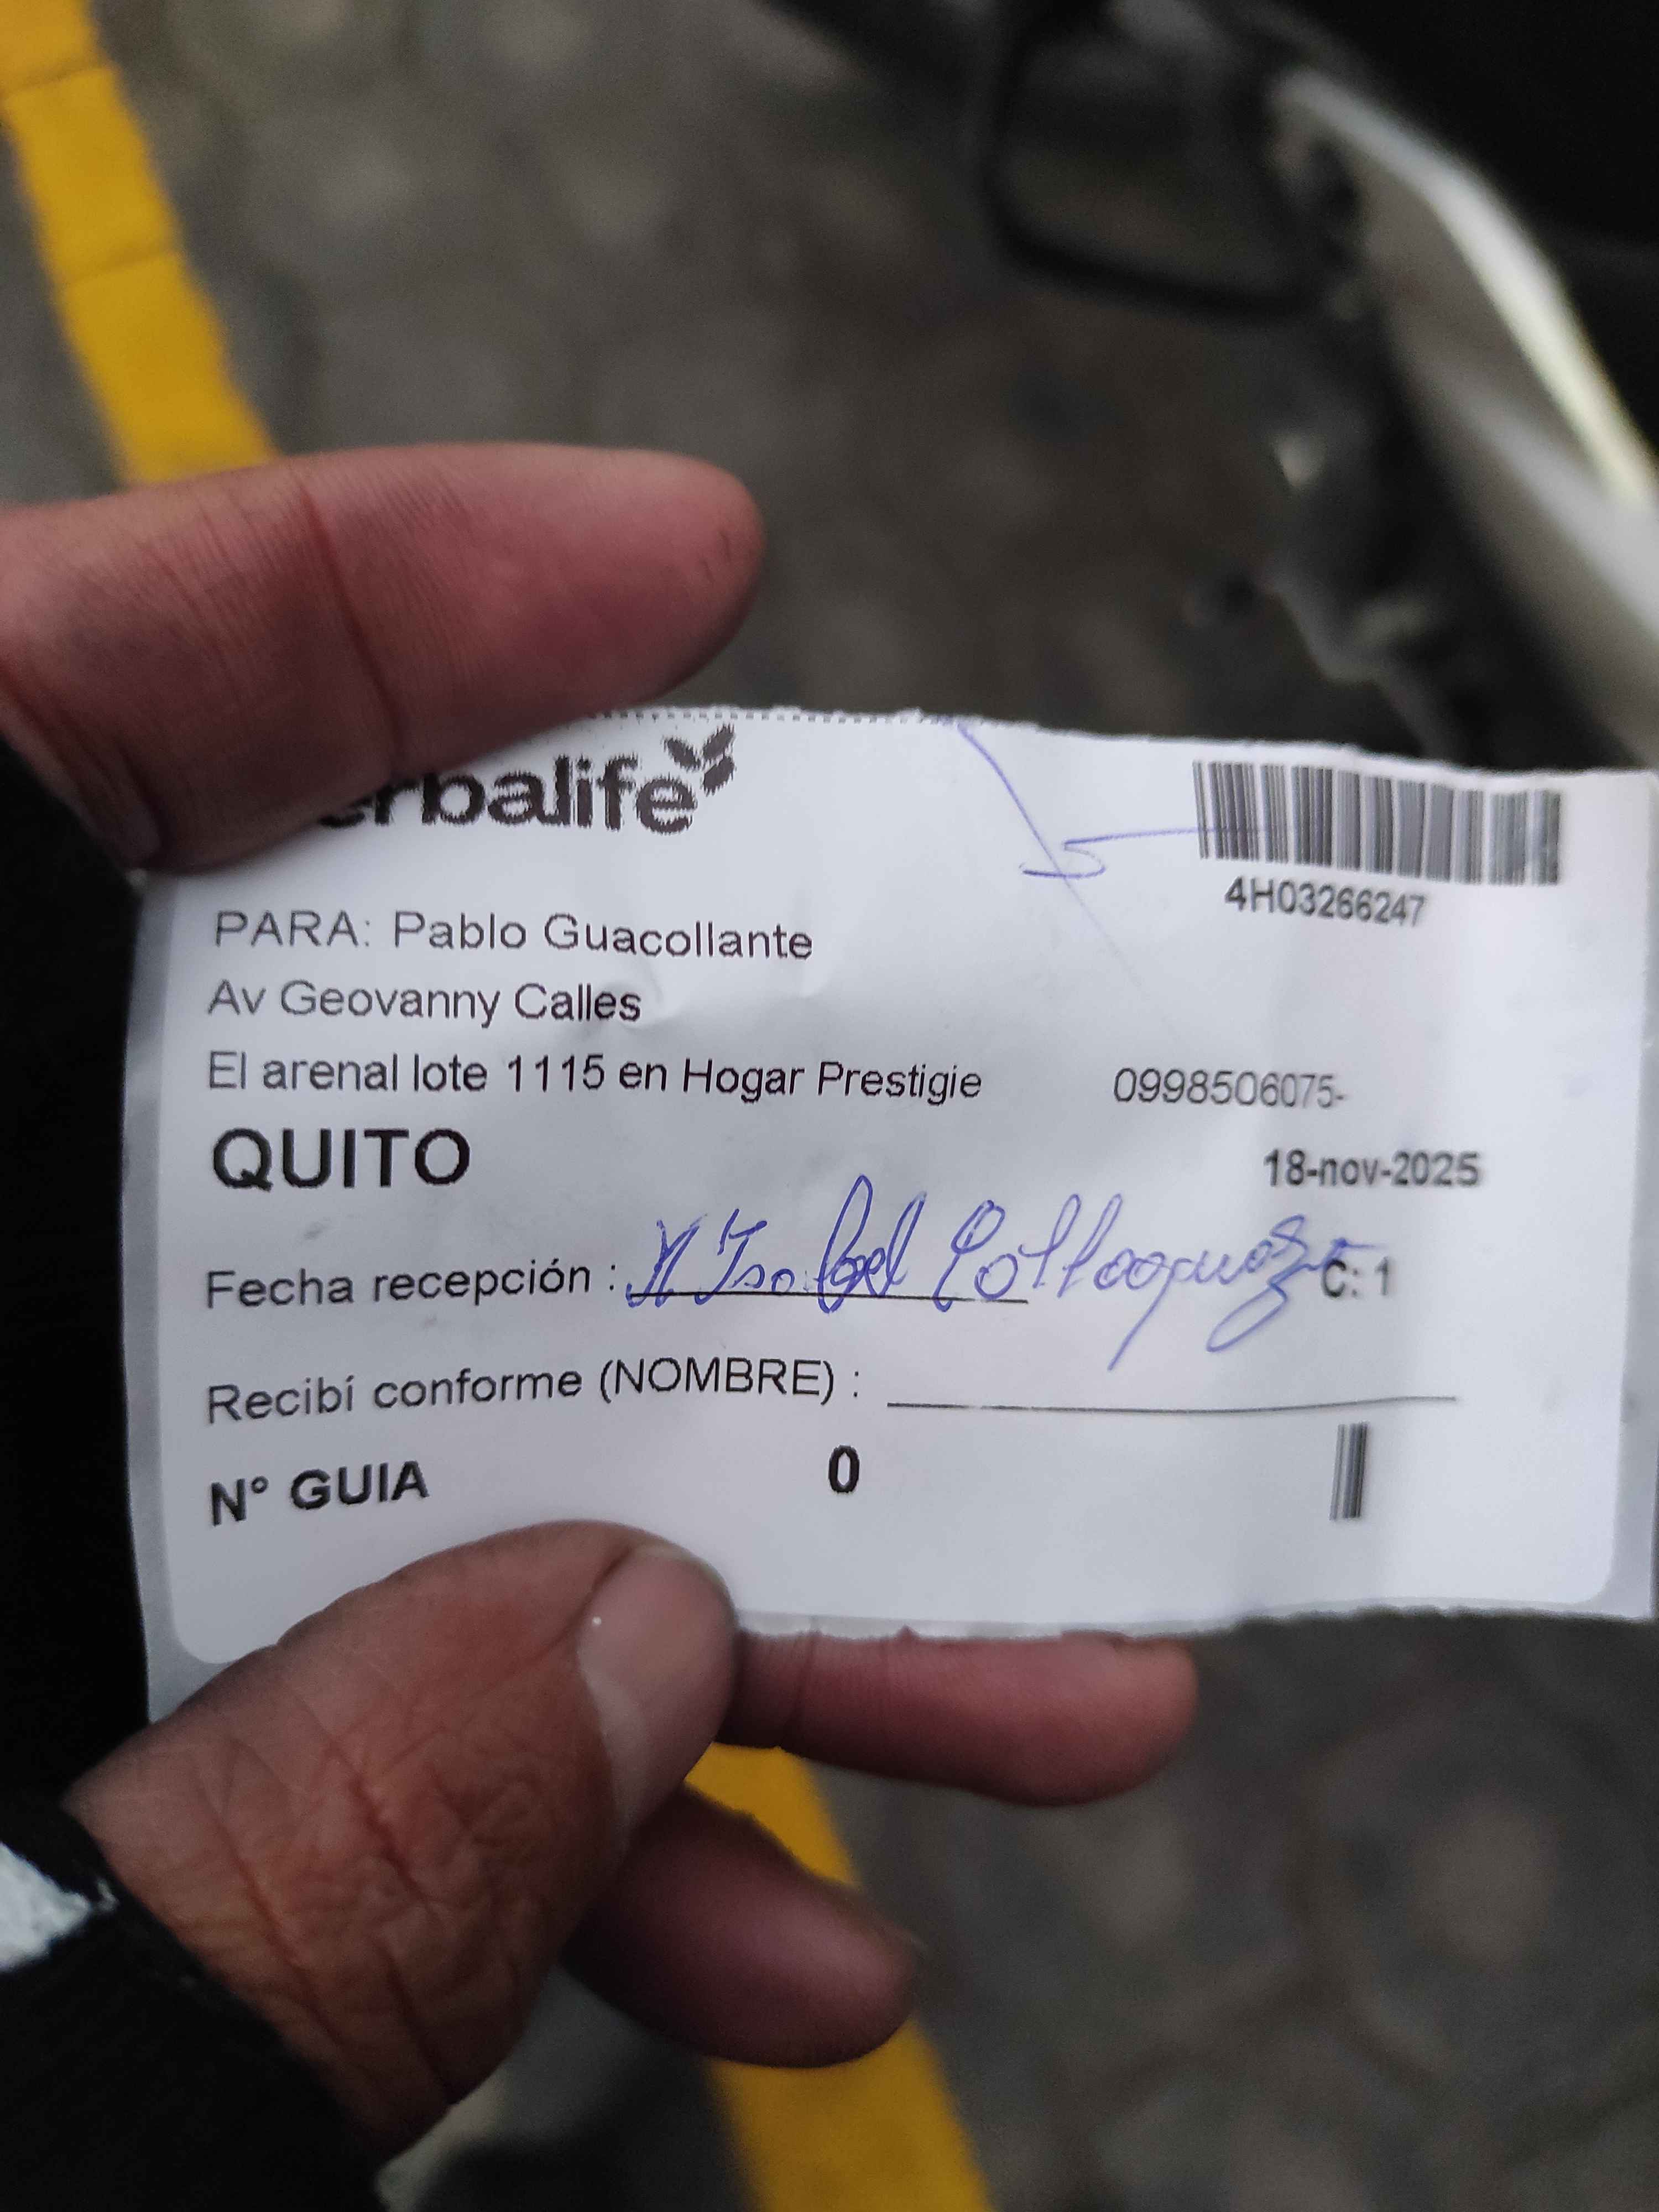 erbalife
4H03266247
PARA: Pablo Guacollante
Av Geovanny Calles
El arenal lote 1115 en Hogar Prestigie 0998506075-
QUITO 18-nov-2025
Fecha recepción : Isabel C: 1
Recibí conforme (NOMBRE) :
N° GUIA 0